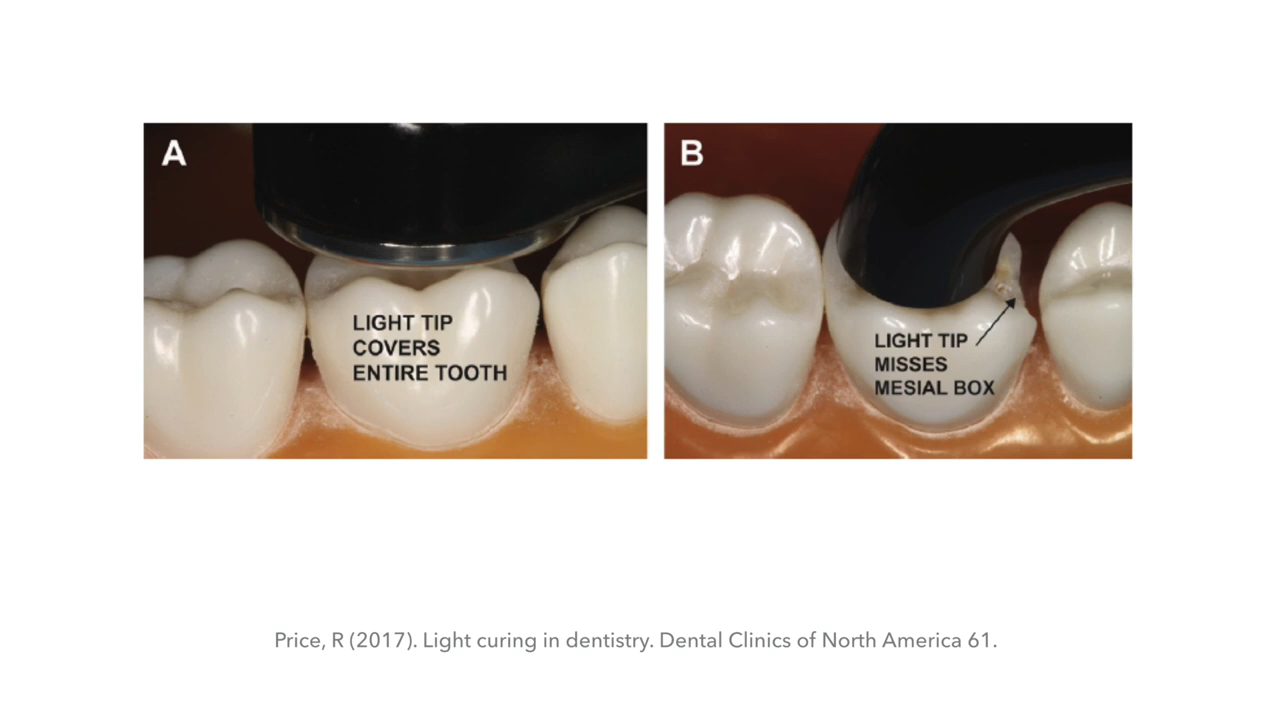 A
LIGHT TIP
COVERS
ENTIRE TOOTH
B
LIGHT TIP
MISSES
MESIAL BOX
Price, R (2017). Light curing in dentistry. Dental Clinics of North America 61.